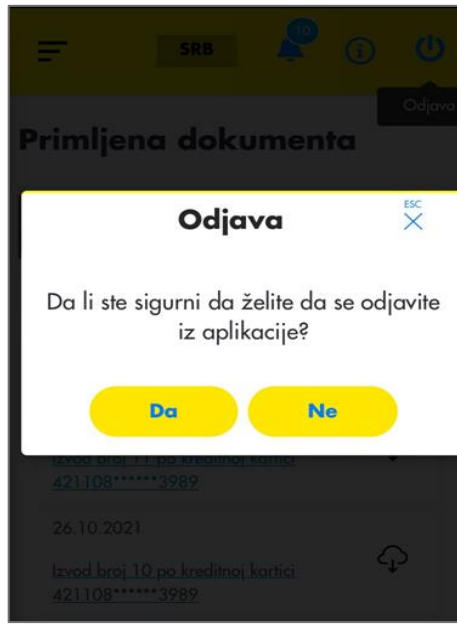 10
SRB
Odjava
Primljena dokumenta
Odjava
ESC
Da li ste sigurni da želite da se odjavite
iz aplikacije?
Da
Ne
Izvod broj 11 po kreditnoj kartici
421108******3989
26.10.2021
Izvod broj 10 po kreditnoj kartici
421108******3989